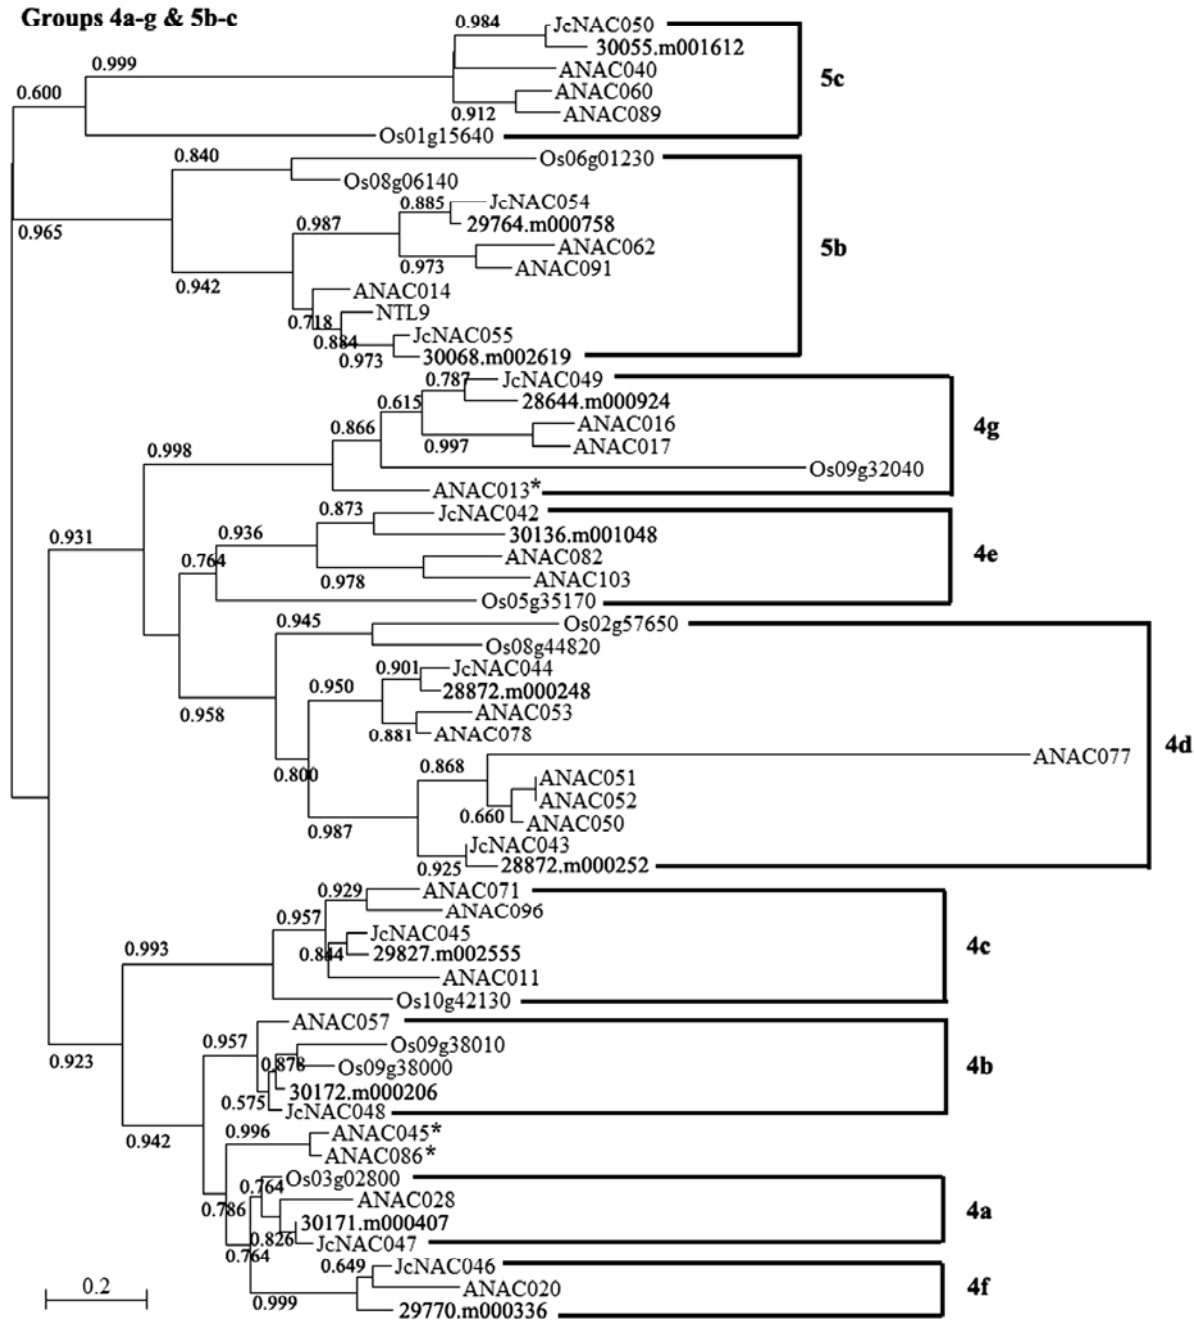 Groups 4a-g & 5b-c
0.984
JcNAC050
30055.m001612
0.999
ANAC040
5c
0.600
ANAC060
0.912
ANAC089
Os01g15640
0.840
Os06g01230
Os08g06140
0.885
JcNAC054
0.987
29764.m000758
0.965
ANAC062
5b
0.973
ANAC091
0.942
ANAC014
NTL9
0.718
0.884
JcNAC055
0.973
30068.m002619
0.787
JcNAC049
0.615
28644.m000924
0.866
ANAC016
4g
0.997
ANAC017
0.998
Os09g32040
ANAC013*
0.873
JcNAC042
0.931
0.936
30136.m001048
0.764
ANAC082
4e
0.978
ANAC103
Os05g35170
0.945
Os02g57650
Os08g44820
0.901
JcNAC044
0.950
28872.m000248
0.958
ANAC053
0.881
ANAC078
4d
ANAC077
0.868
0.800
ANAC051
ANAC052
0.660
ANAC050
0.987
JcNAC043
0.925
28872.m000252
0.929
ANAC071
0.957
ANAC096
JcNAC045
4c
0.993
0.844
29827.m002555
ANAC011
Os10g42130
ANAC057
0.957
Os09g38010
0.923
0.878
Os09g38000
4b
30172.m000206
0.575
JcNAC048
0.996
ANAC045*
0.942
ANAC086*
Os03g02800
0.764
0.786
ANAC028
4a
30171.m000407
0.826
JcNAC047
0.764
0.649
JcNAC046
0.2
ANAC020
4f
0.999
29770.m000336